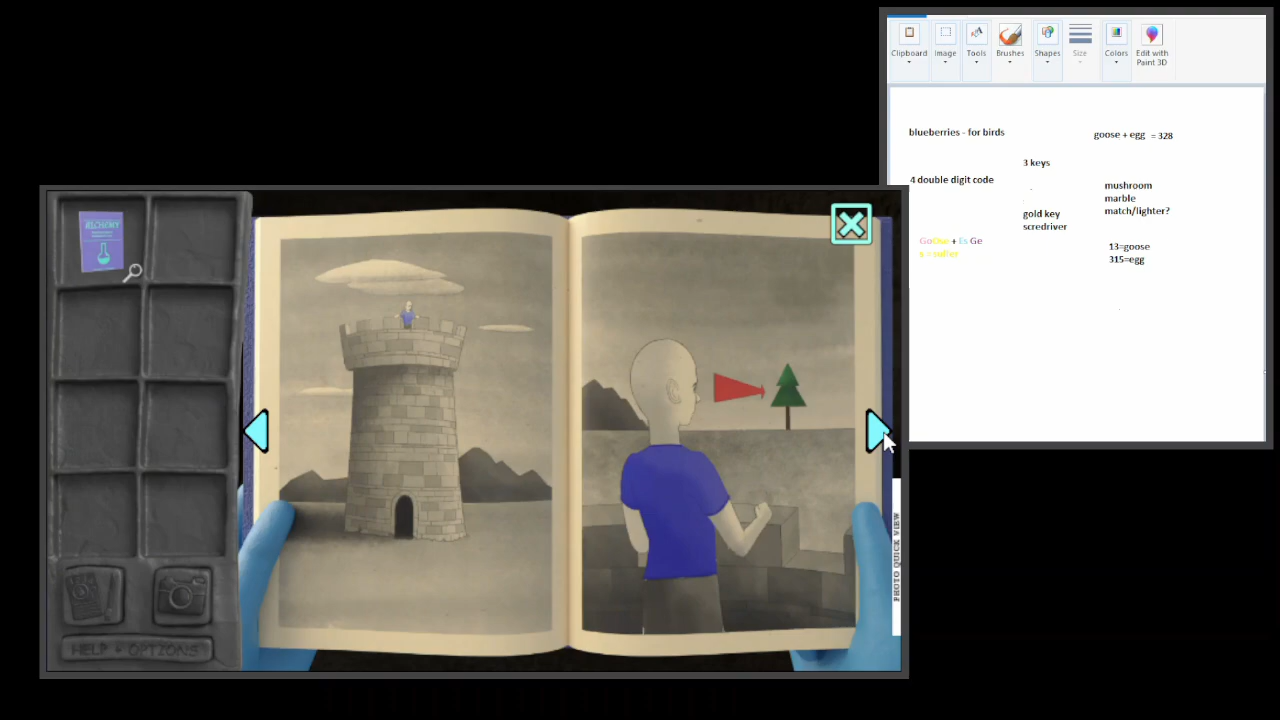 Clipboard
Image
Tools
Brushes
Shapes
Size
Colors
Edit with
Paint 3D
blueberries - for birds
goose + egg = 328
3 keys
4 double digit code
mushroom
marble
match/lighter?
gold key
scredriver
GoOse + Es Ge
13=goose
315=egg
ALCHEMY
PHOTO QUICK VIEW
HELP + OPTIONS